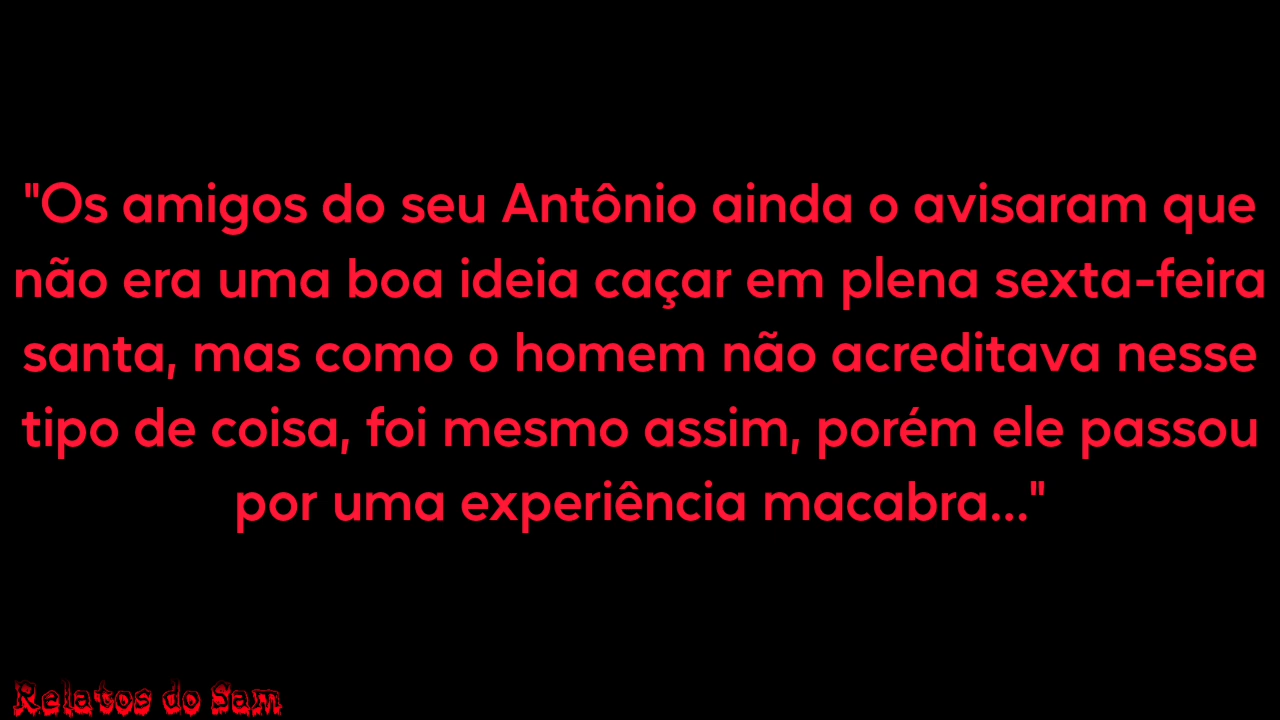 "Os amigos do seu Antônio ainda o avisaram que
não era uma boa ideia caçar em plena sexta-feira
santa, mas como o homem não acreditava nesse
tipo de coisa, foi mesmo assim, porém ele passou
por uma experiência macabra..."
Relatos do Sam